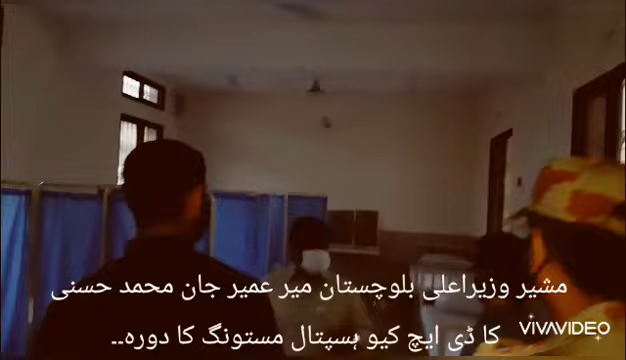 مشیر وزیراعلی بلوچستان میر عمیر جان محمد حسنی
کا ڈی ایچ کیو ہسپتال مستونگ کا دورہ۔۔
VIVAVIDEO